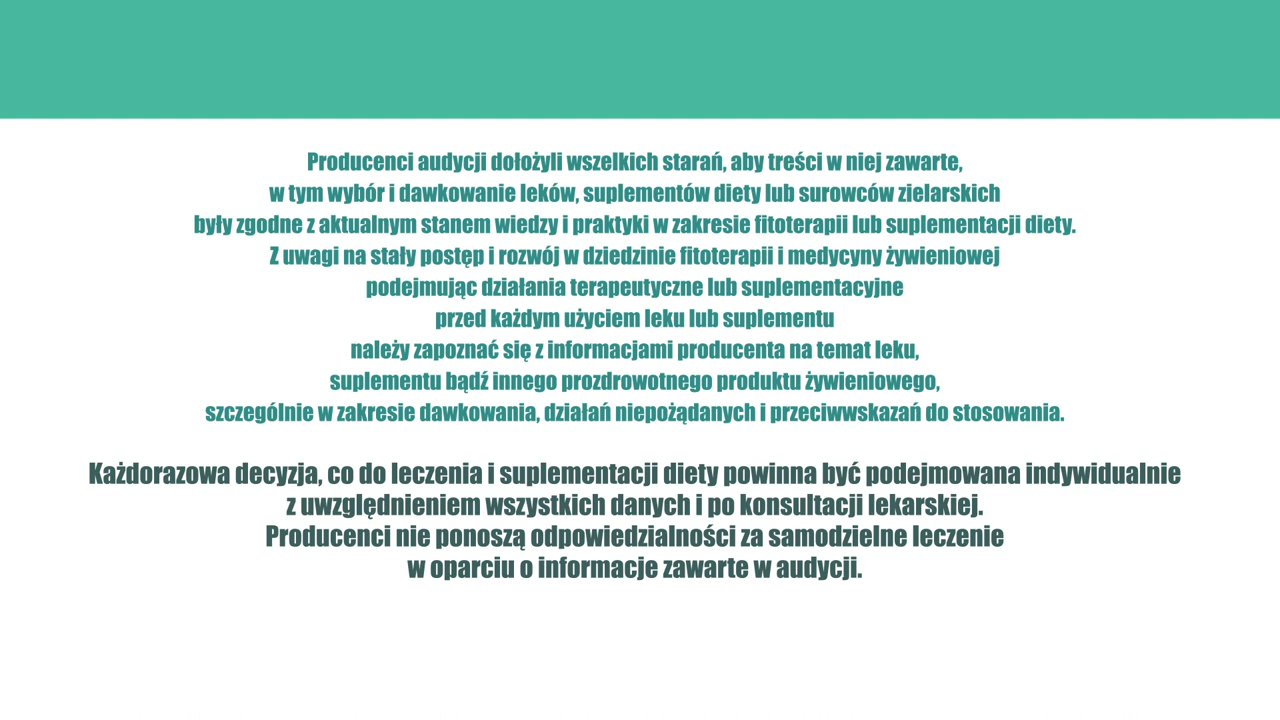 Producenci audycji dołożyli wszelkich starań, aby treści w niej zawarte,
w tym wybór i dawkowanie leków, suplementów diety lub surowców zielarskich
były zgodne z aktualnym stanem wiedzy i praktyki w zakresie fitoterapii lub suplementacji diety.
Z uwagi na stały postęp i rozwój w dziedzinie fitoterapii i medycyny żywieniowej
podejmując działania terapeutyczne lub suplementacyjne
przed każdym użyciem leku lub suplementu
należy zapoznać się z informacjami producenta na temat leku,
suplementu bądź innego prozdrowotnego produktu żywieniowego,
szczególnie w zakresie dawkowania, działań niepożądanych i przeciwwskazań do stosowania.
Każdorazowa decyzja, co do leczenia i suplementacji diety powinna być podejmowana indywidualnie
z uwzględnieniem wszystkich danych i po konsultacji lekarskiej.
Producenci nie ponoszą odpowiedzialności za samodzielne leczenie
w oparciu o informacje zawarte w audycji.